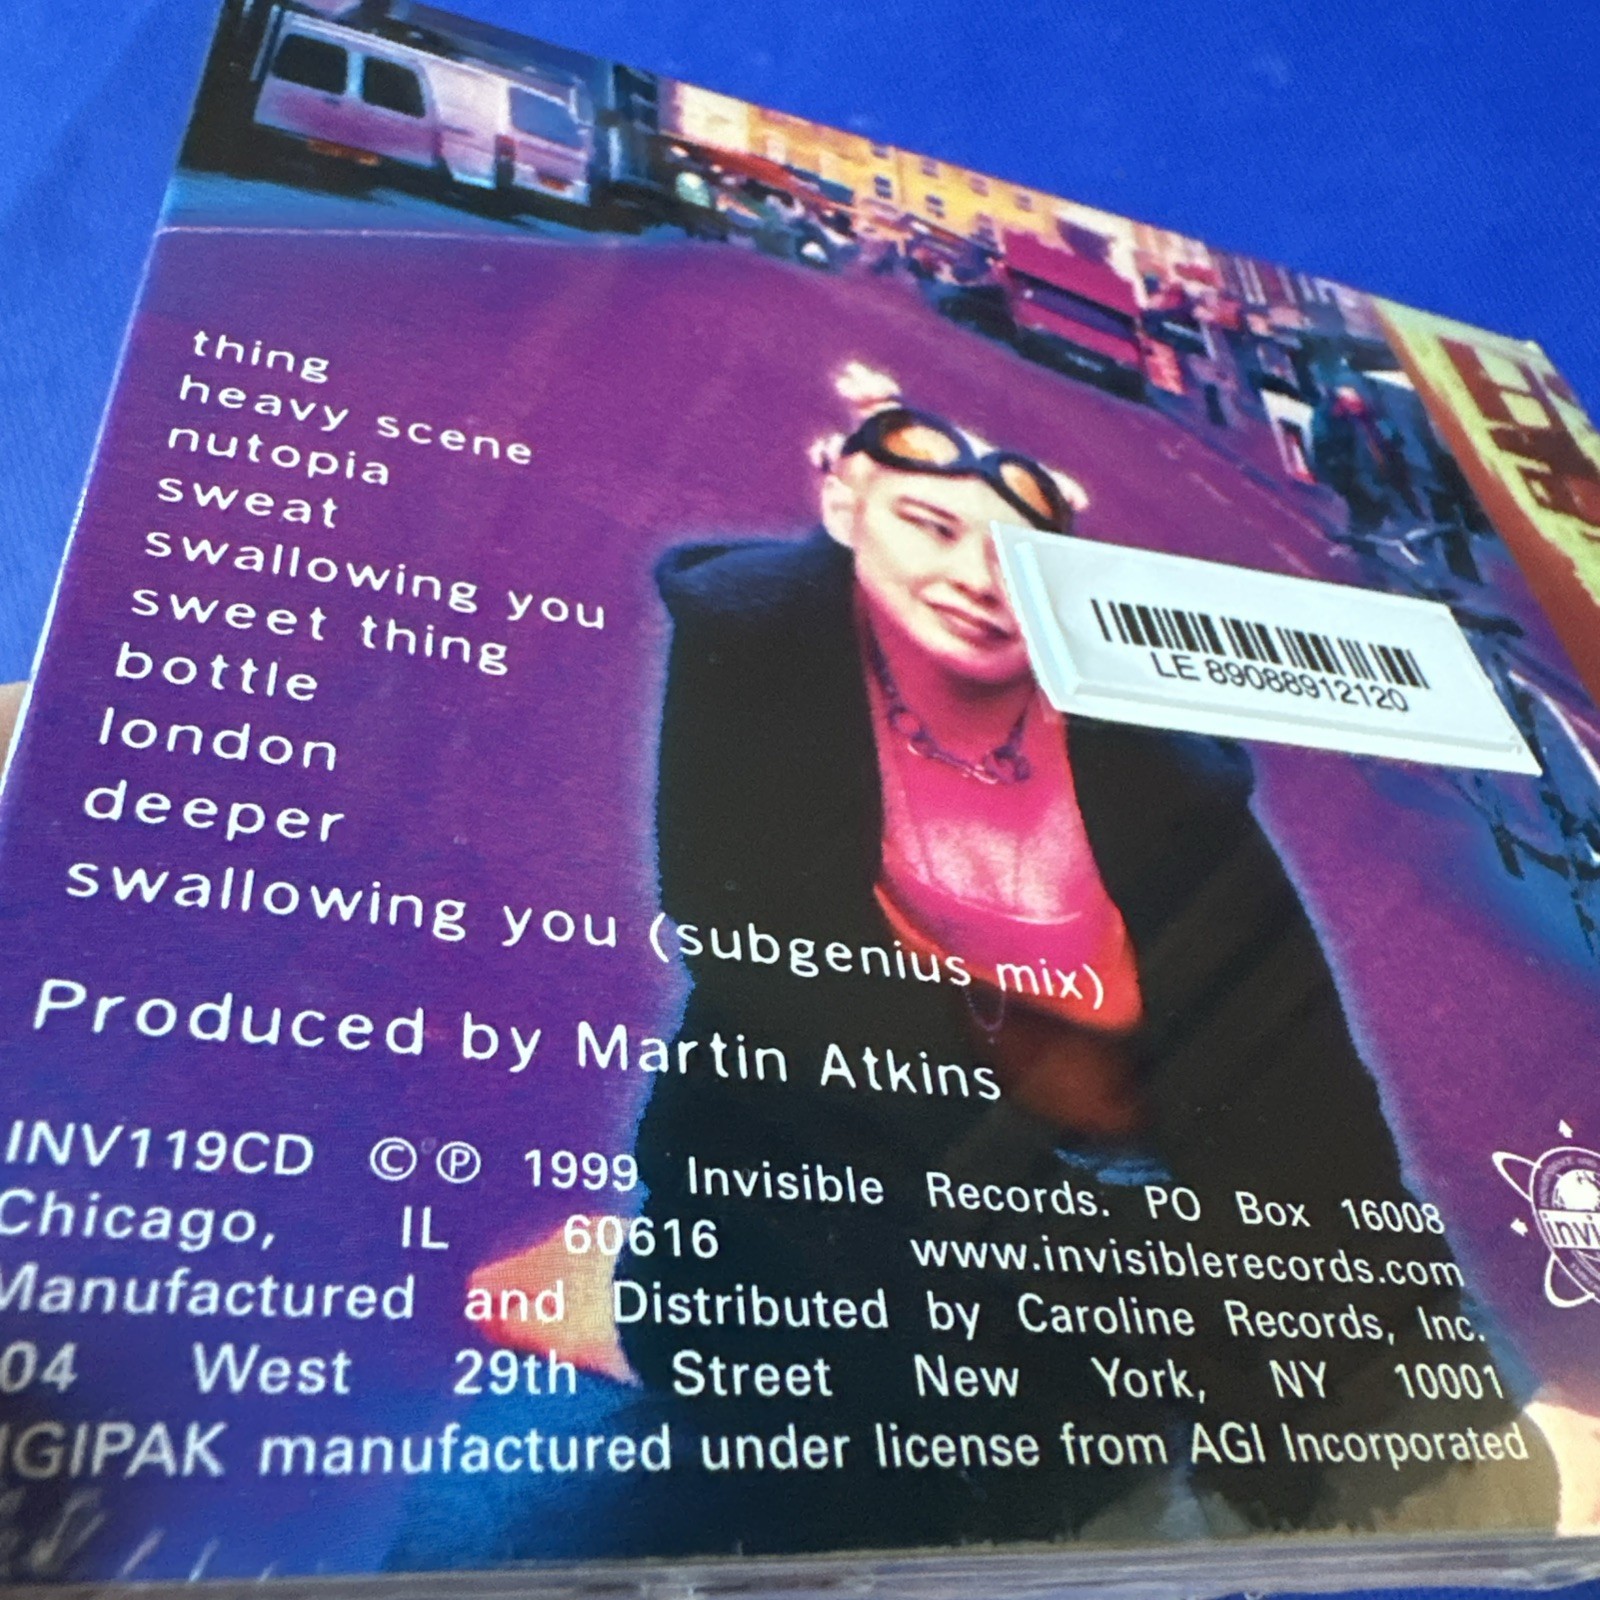 thing
heavy scene
nutopia
sweat
swallowing you
sweet thing
bottle
london
deeper
swallowing you (subgenius mix)
Produced by Martin Atkins
LE 89088912120
INV119CD ©℗ 1999 Invisible Records. PO Box 16008
Chicago, IL 60616 www.invisiblerecords.com
Manufactured and Distributed by Caroline Records, Inc.
04 West 29th Street New York, NY 10001
IGIPAK manufactured under license from AGI Incorporated
invi